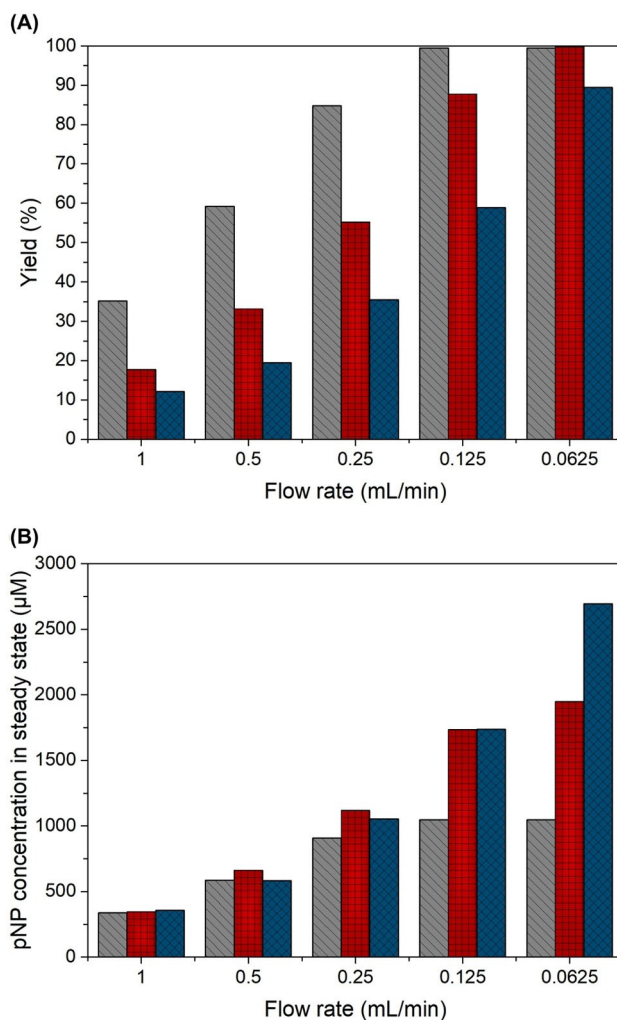 (A)
100
90
80
70
60
50
40
30
20
10
0
Yield (%)
1 0.5 0.25 0.125 0.0625
Flow rate (mL/min)
(B)
3000
2500
2000
1500
1000
500
0
pNP concentration in steady state (µM)
1 0.5 0.25 0.125 0.0625
Flow rate (mL/min)